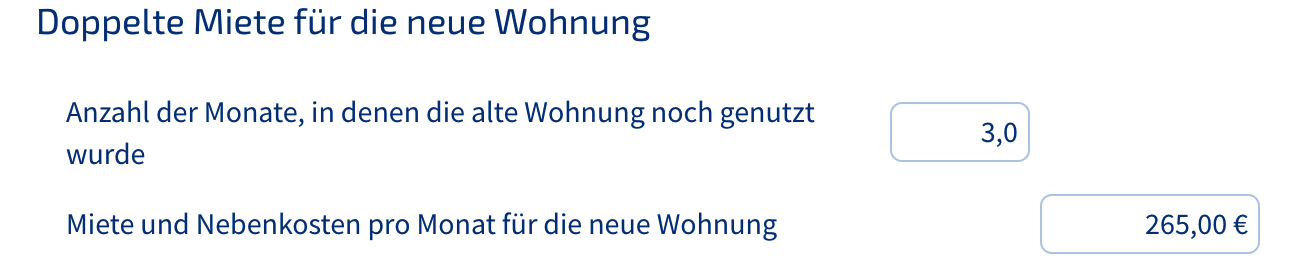 Doppelte Miete für die neue Wohnung
Anzahl der Monate, in denen die alte Wohnung noch genutzt
wurde
3,0
Miete und Nebenkosten pro Monat für die neue Wohnung
265,00 €